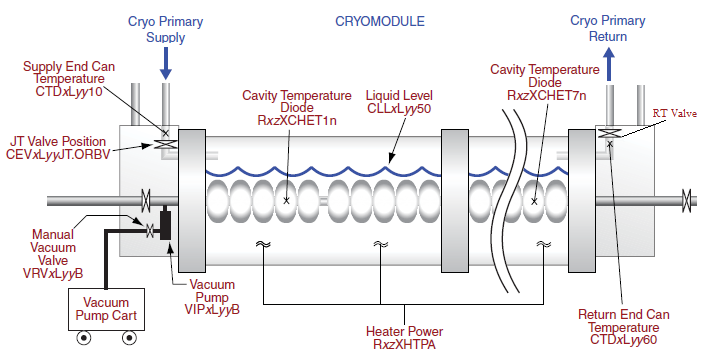 Cryo Primary
Supply
CRYOMODULE
Cryo Primary
Return
Supply End Can
Temperature
CTDxLyy10
Cavity Temperature
Diode
RxzXCHET1n
Liquid Level
CLLxLyy50
Cavity Temperature
Diode
RxzXCHET7n
RT Valve
JT Valve Position
CEVxLyyJT.ORBV
Manual
Vacuum
Valve
VRVxLyyB
Vacuum
Pump
VIPxLyyB
Vacuum
Pump Cart
Heater Power
RxzXHTPA
Return End Can
Temperature
CTDxLyy60